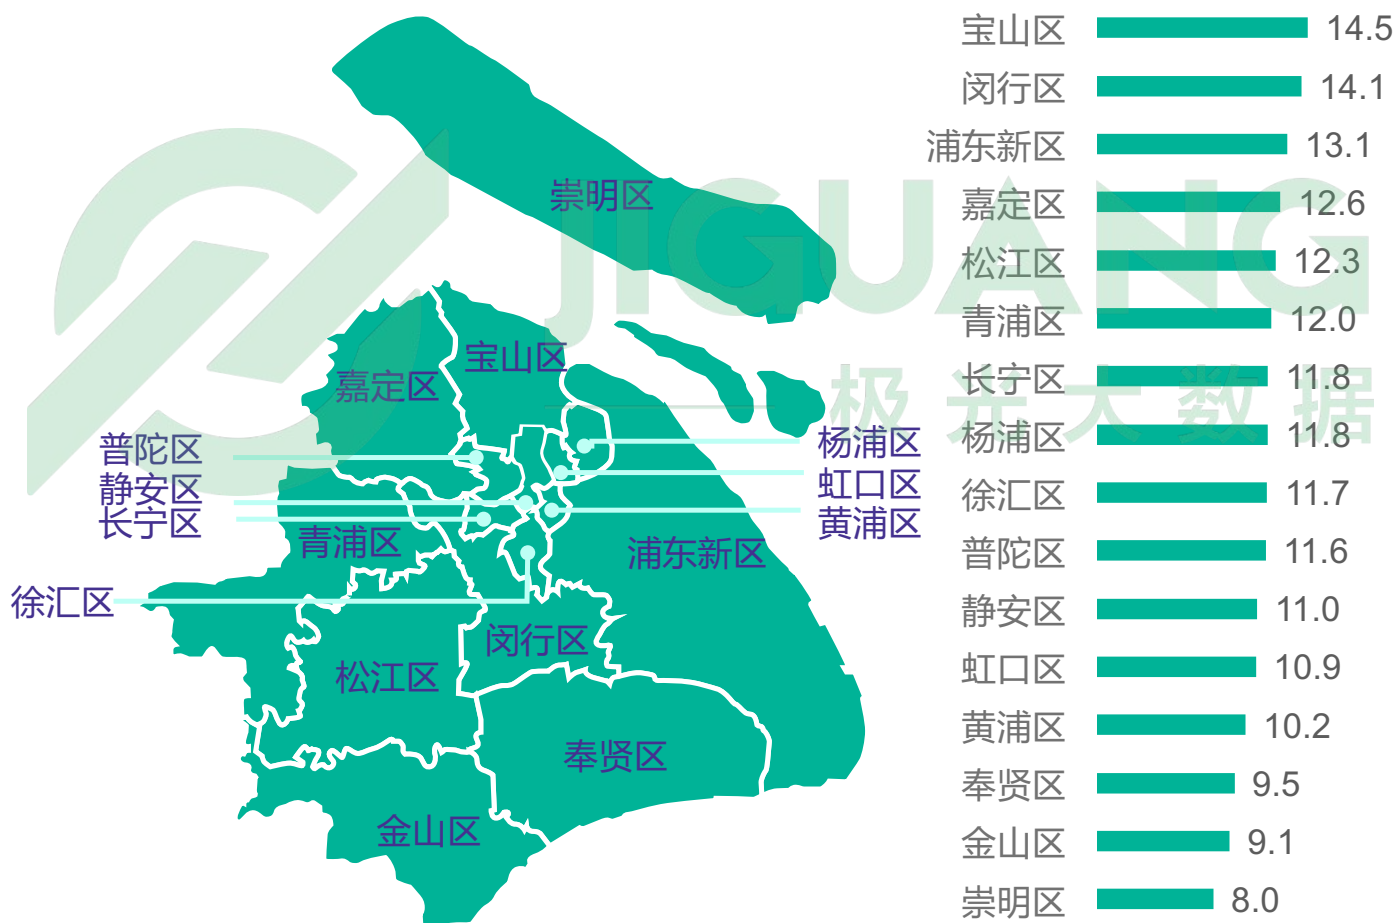 崇明区
宝山区
嘉定区
普陀区
静安区
长宁区
杨浦区
虹口区
黄浦区
青浦区
浦东新区
徐汇区
闵行区
松江区
奉贤区
金山区
JIGUANG
极光大数据
宝山区 14.5
闵行区 14.1
浦东新区 13.1
嘉定区 12.6
松江区 12.3
青浦区 12.0
长宁区 11.8
杨浦区 11.8
徐汇区 11.7
普陀区 11.6
静安区 11.0
虹口区 10.9
黄浦区 10.2
奉贤区 9.5
金山区 9.1
崇明区 8.0